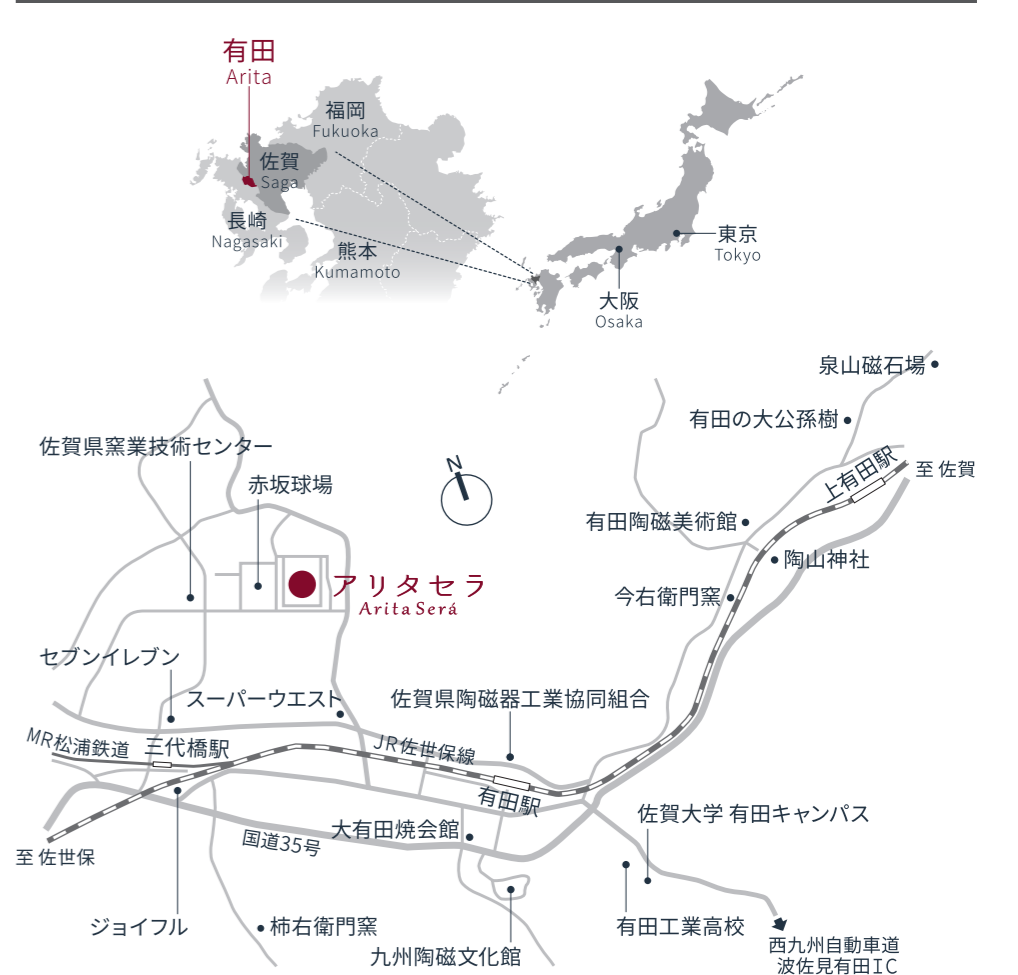 有田
Arita
福岡
Fukuoka
佐賀
Saga
長崎
Nagasaki
熊本
Kumamoto
東京
Tokyo
大阪
Osaka
泉山磁石場
有田の大公孫樹
佐賀県窯業技術センター
上有田駅
至 佐賀
N
赤坂球場
有田陶磁美術館
陶山神社
アリタセラ
Arita Será
今右衛門窯
セブンイレブン
スーパーウエスト
佐賀県陶磁器工業協同組合
MR松浦鉄道
三代橋駅
JR佐世保線
有田駅
佐賀大学 有田キャンパス
大有田焼会館
国道35号
至 佐世保
ジョイフル
柿右衛門窯
有田工業高校
九州陶磁文化館
西九州自動車道
波佐見有田IC